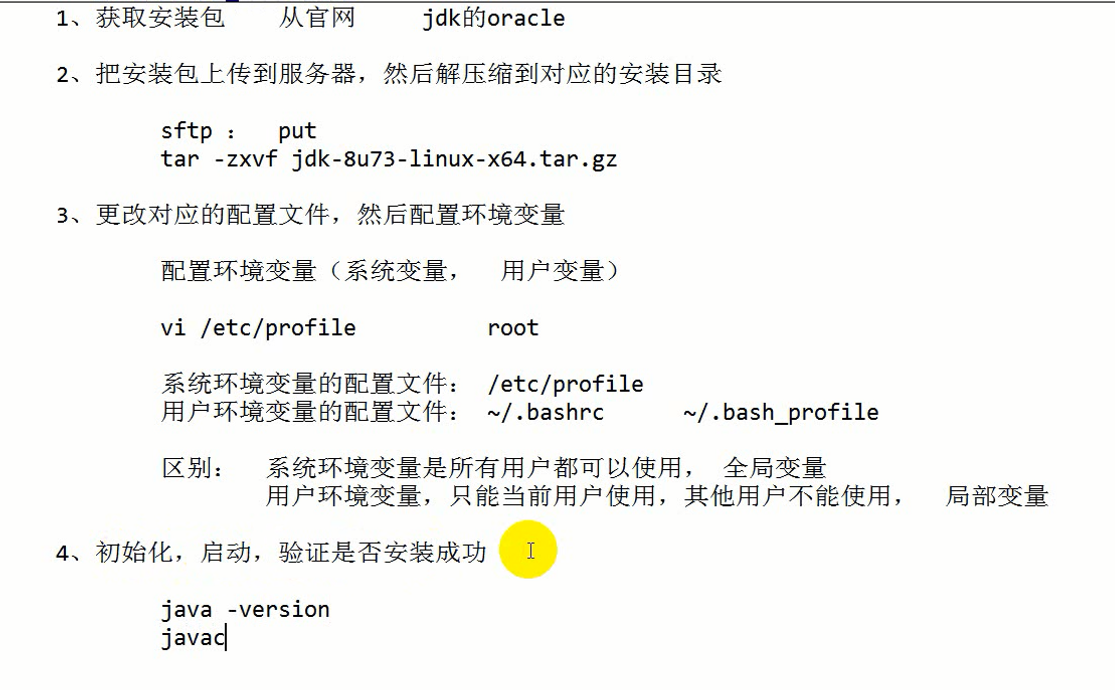 1、获取安装包 从官网 jdk的oracle
2、把安装包上传到服务器，然后解压缩到对应的安装目录
sftp ： put
tar -zxvf jdk-8u73-linux-x64.tar.gz
3、更改对应的配置文件，然后配置环境变量
配置环境变量（系统变量， 用户变量）
vi /etc/profile root
系统环境变量的配置文件： /etc/profile
用户环境变量的配置文件： ~/.bashrc ~/.bash_profile
区别： 系统环境变量是所有用户都可以使用， 全局变量
用户环境变量，只能当前用户使用，其他用户不能使用， 局部变量
4、初始化，启动，验证是否安装成功
java -version
javac